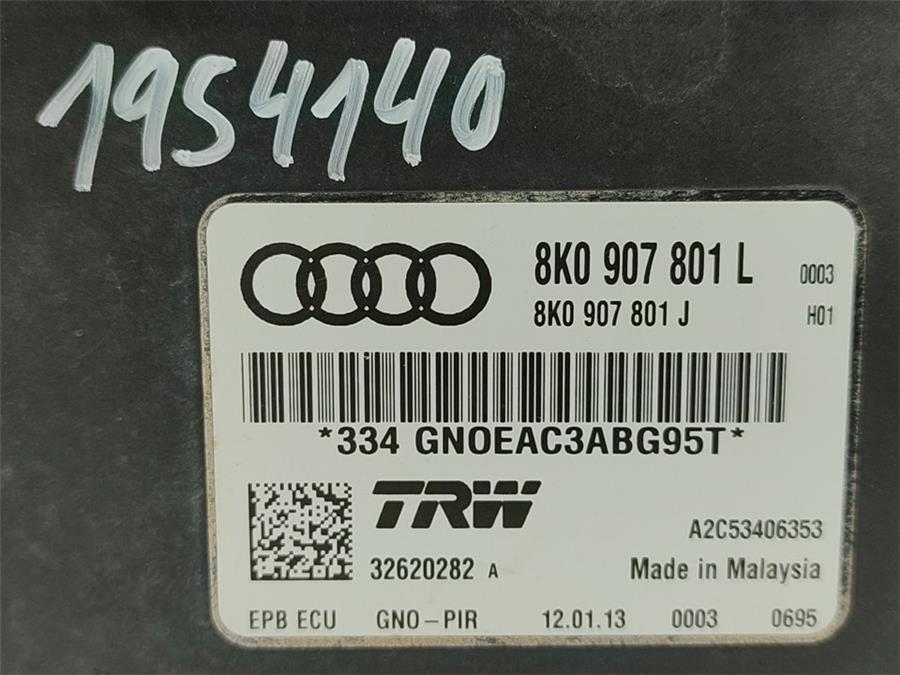 1954140
8K0 907 801 L 0003
8K0 907 801 J H01
*334 GNOEAC3ABG95T*
TRW
A2C53406353
32620282 A Made in Malaysia
EPB ECU GNO-PIR 12.01.13 0003 0695